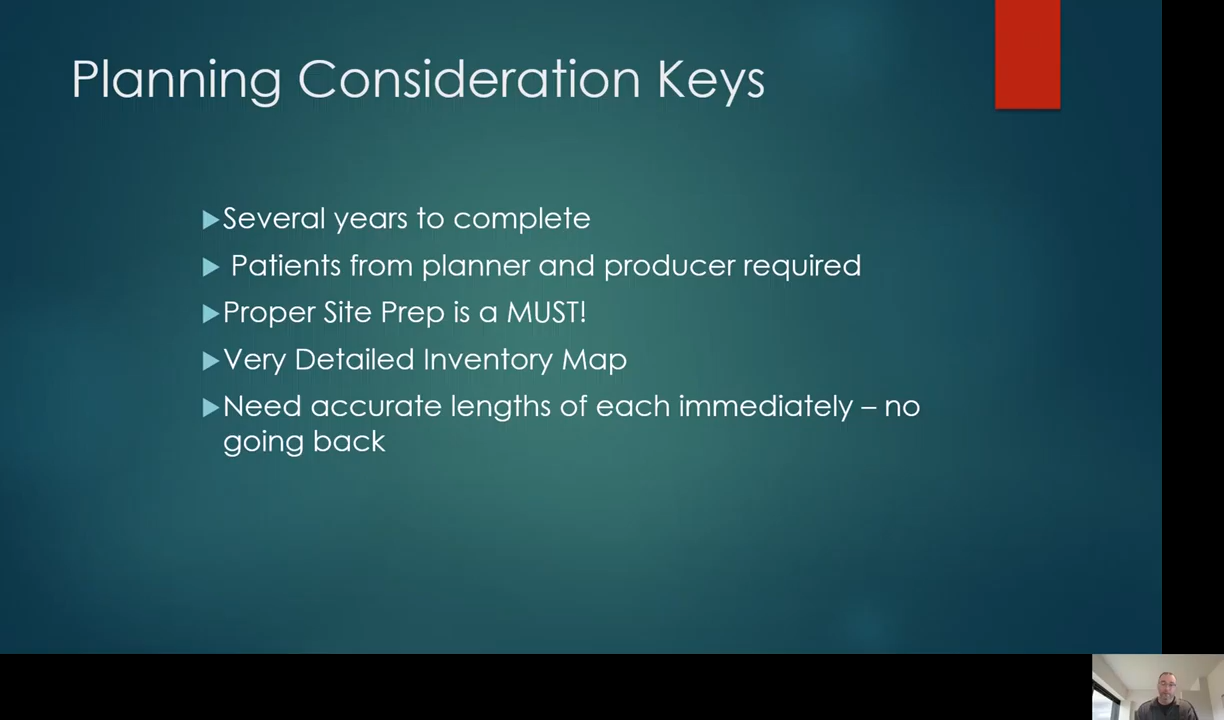 Planning Consideration Keys
Several years to complete
Patients from planner and producer required
Proper Site Prep is a MUST!
Very Detailed Inventory Map
Need accurate lengths of each immediately – no
going back